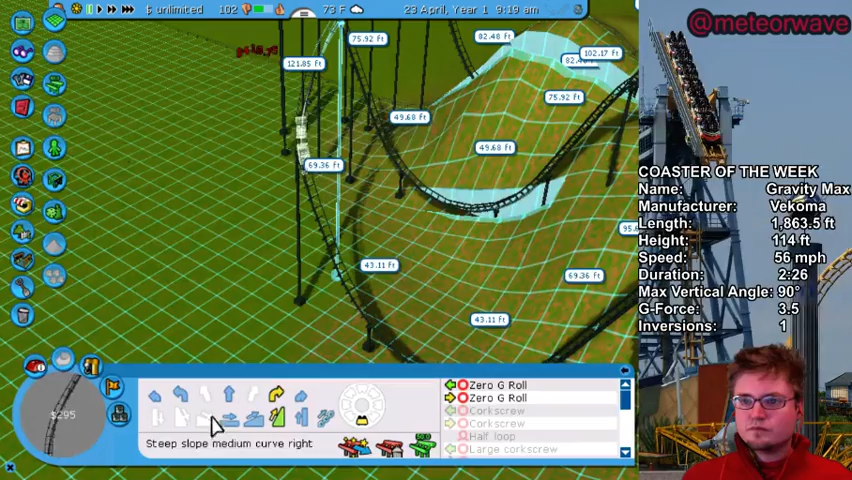 $ unlimited
102
73 F
23 April, Year 1
9:19 am
@meteorwave
75.92 ft
82.48 ft
102.17 ft
121.85 ft
75.92 ft
49.68 ft
49.68 ft
69.36 ft
43.11 ft
69.36 ft
43.11 ft
COASTER OF THE WEEK
Name: Gravity Max
Manufacturer: Vekoma
Length: 1,863.5 ft
Height: 114 ft
Speed: 56 mph
Duration: 2:26
Max Vertical Angle: 90°
G-Force: 3.5
Inversions: 1
$295
Steep slope medium curve right
Zero G Roll
Zero G Roll
Corkscrew
Corkscrew
Half loop
Large corkscrew